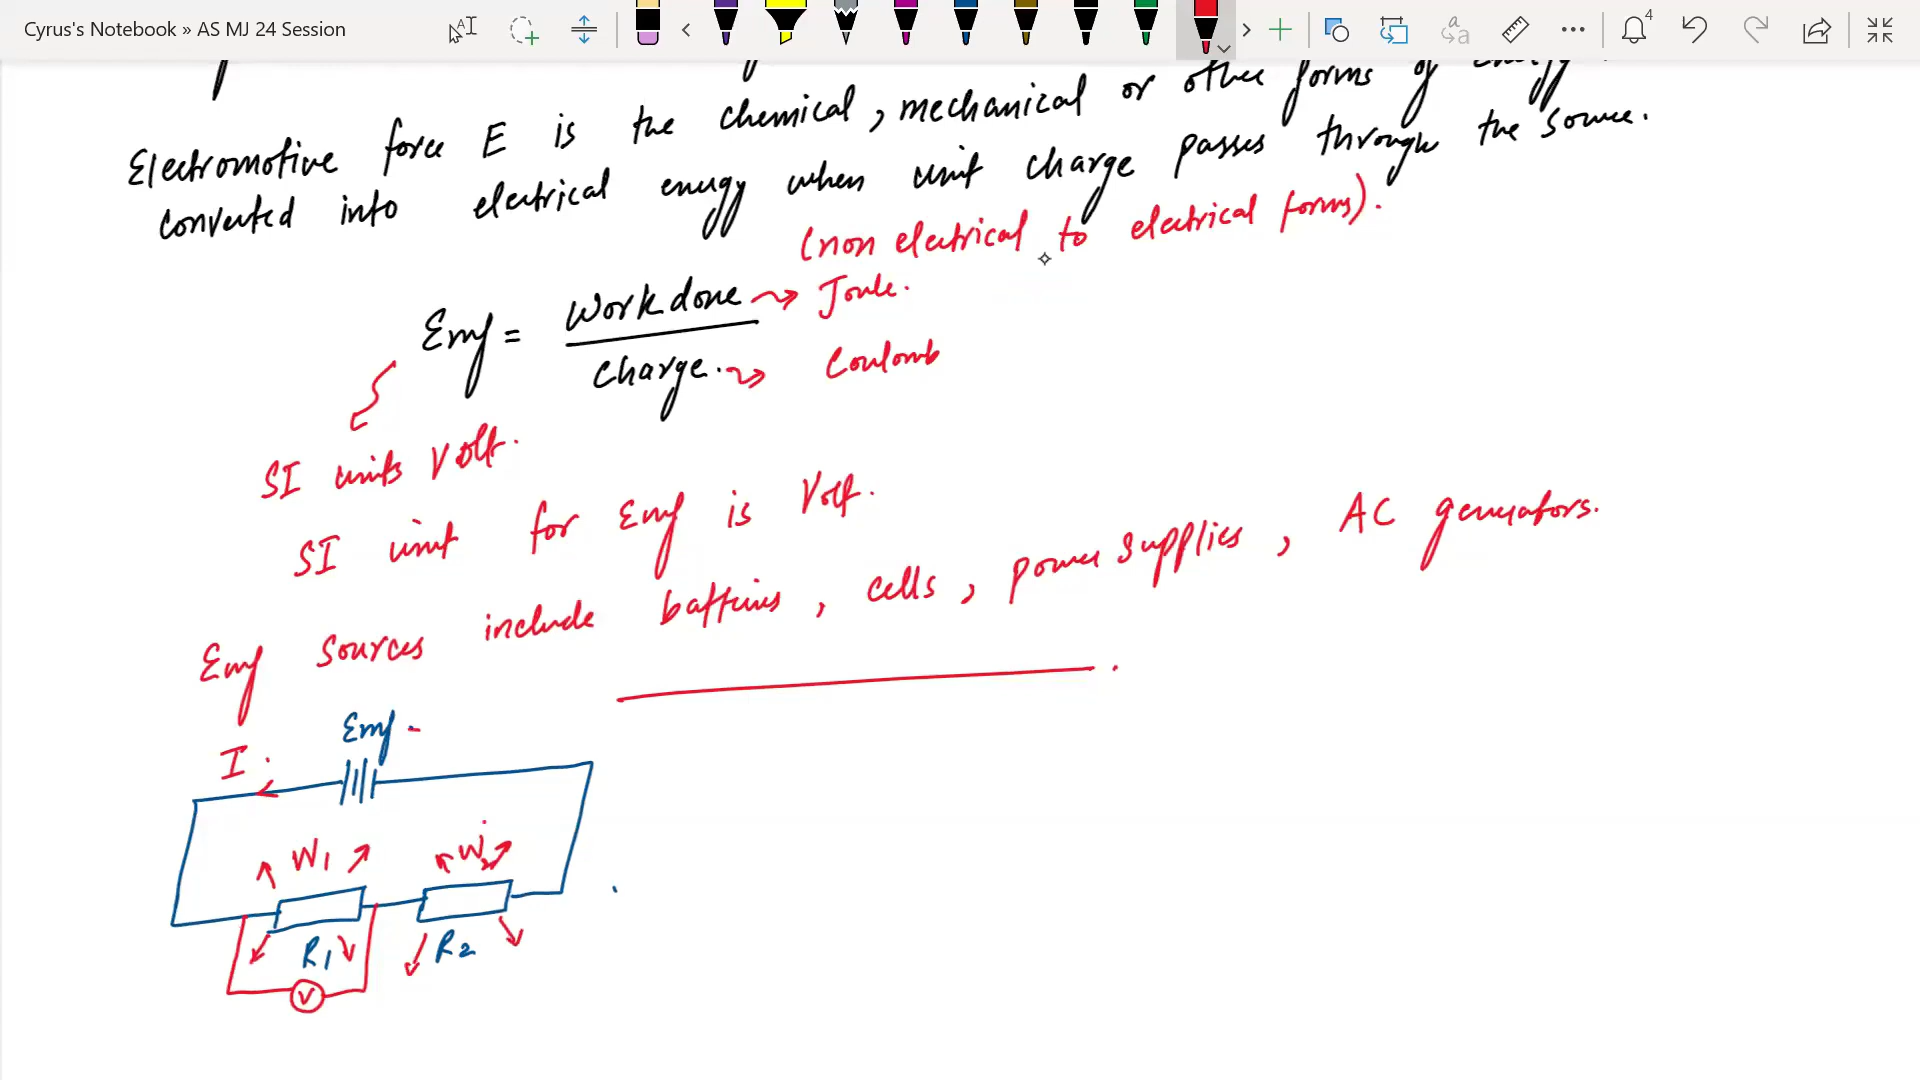 Cyrus's Notebook » AS MJ 24 Session
4
Electromotive force E is the chemical, mechanical or other forms of energy
converted into electrical energy when unit charge passes through the source.
(non electrical to electrical forms).
Emf = Workdone → Joule.
Charge. → Coulomb
SI units Volt.
SI unit for Emf is Volt.
Emf sources include batteries, cells, power supplies, AC generators.
Emf
I
W1 W2
R1 R2
V